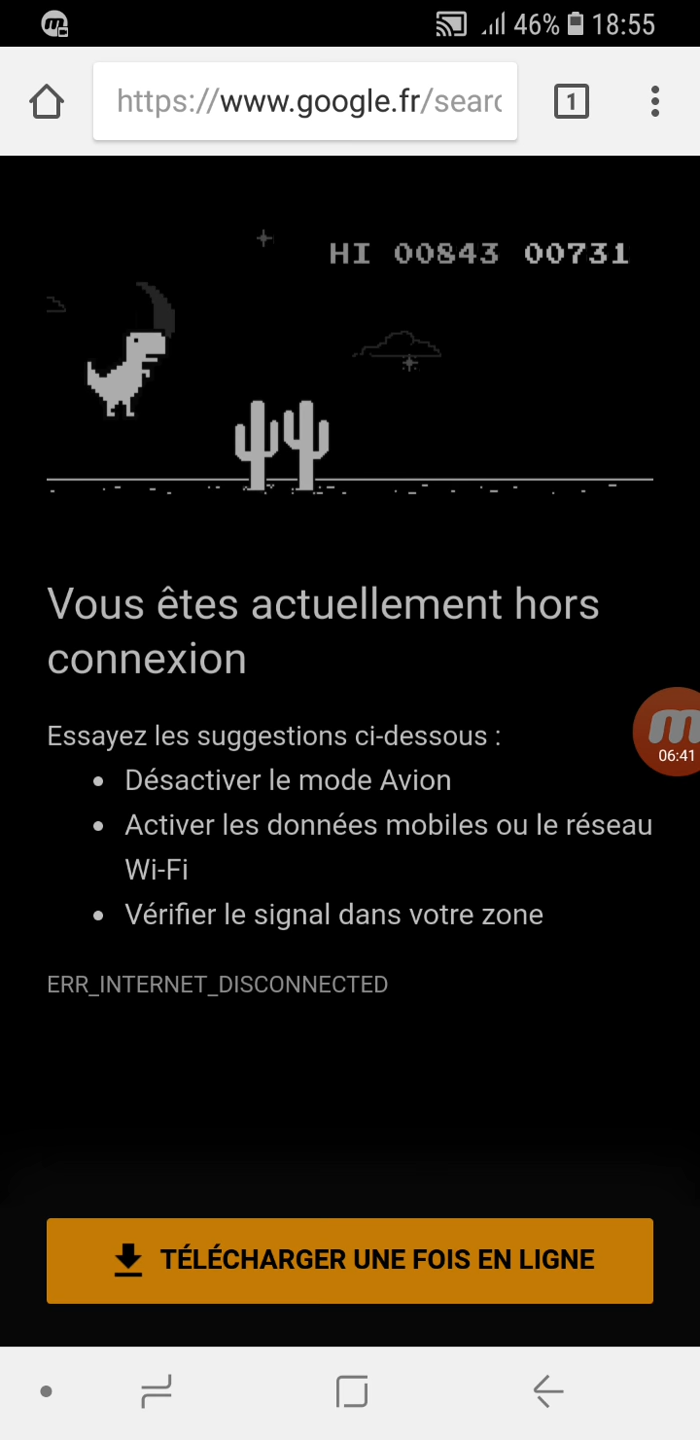 46% 18:55
https://www.google.fr/searc
1
HI 00843 00731
Vous êtes actuellement hors
connexion
Essayez les suggestions ci-dessous :
• Désactiver le mode Avion
• Activer les données mobiles ou le réseau
Wi-Fi
• Vérifier le signal dans votre zone
m
06:41
ERR_INTERNET_DISCONNECTED
TÉLÉCHARGER UNE FOIS EN LIGNE